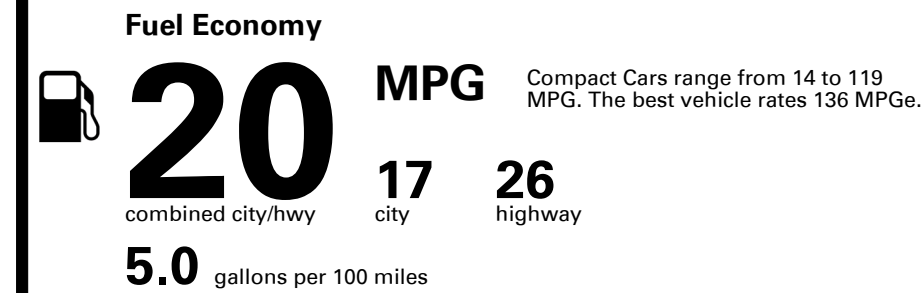 Fuel Economy
20 MPG
Compact Cars range from 14 to 119
MPG. The best vehicle rates 136 MPGe.
combined city/hwy
17
city
26
highway
5.0 gallons per 100 miles